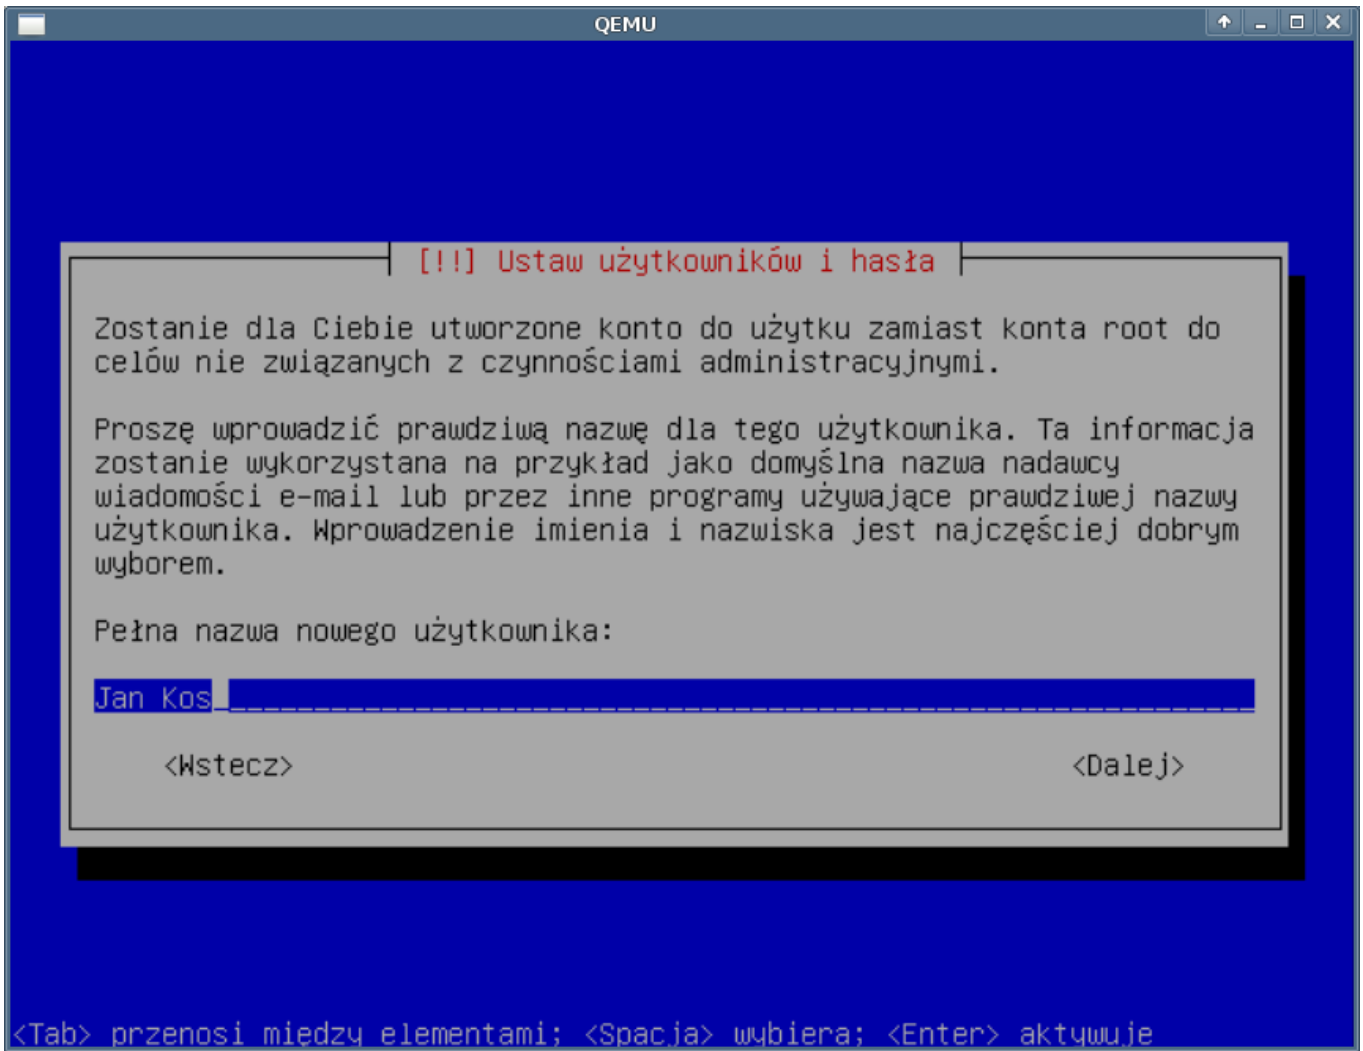 QEMU
[!!] Ustaw użytkowników i hasła
Zostanie dla Ciebie utworzone konto do użytku zamiast konta root do
celów nie związanych z czynnościami administracyjnymi.
Proszę wprowadzić prawdziwą nazwę dla tego użytkownika. Ta informacja
zostanie wykorzystana na przykład jako domyślna nazwa nadawcy
wiadomości e-mail lub przez inne programy używające prawdziwej nazwy
użytkownika. Wprowadzenie imienia i nazwiska jest najczęściej dobrym
wyborem.
Pełna nazwa nowego użytkownika:
Jan Kos
<Wstecz> <Dalej>
<Tab> przenosi między elementami; <Spacja> wybiera; <Enter> aktywuje